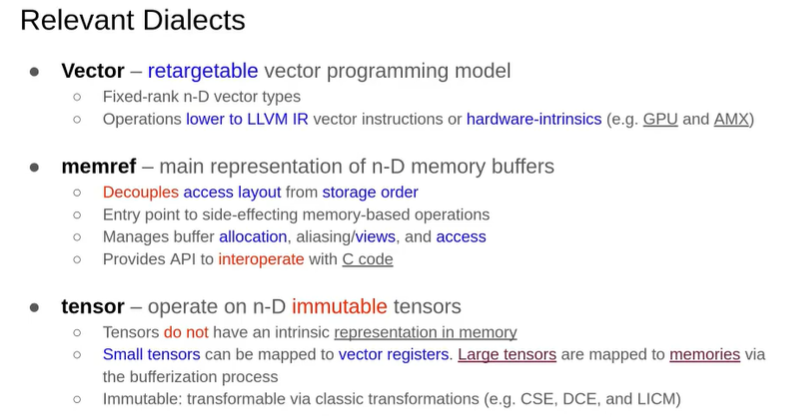 Relevant Dialects
● Vector – retargetable vector programming model
○ Fixed-rank n-D vector types
○ Operations lower to LLVM IR vector instructions or hardware-intrinsics (e.g. GPU and AMX)
● memref – main representation of n-D memory buffers
○ Decouples access layout from storage order
○ Entry point to side-effecting memory-based operations
○ Manages buffer allocation, aliasing/views, and access
○ Provides API to interoperate with C code
● tensor – operate on n-D immutable tensors
○ Tensors do not have an intrinsic representation in memory
○ Small tensors can be mapped to vector registers. Large tensors are mapped to memories via
the bufferization process
○ Immutable: transformable via classic transformations (e.g. CSE, DCE, and LICM)